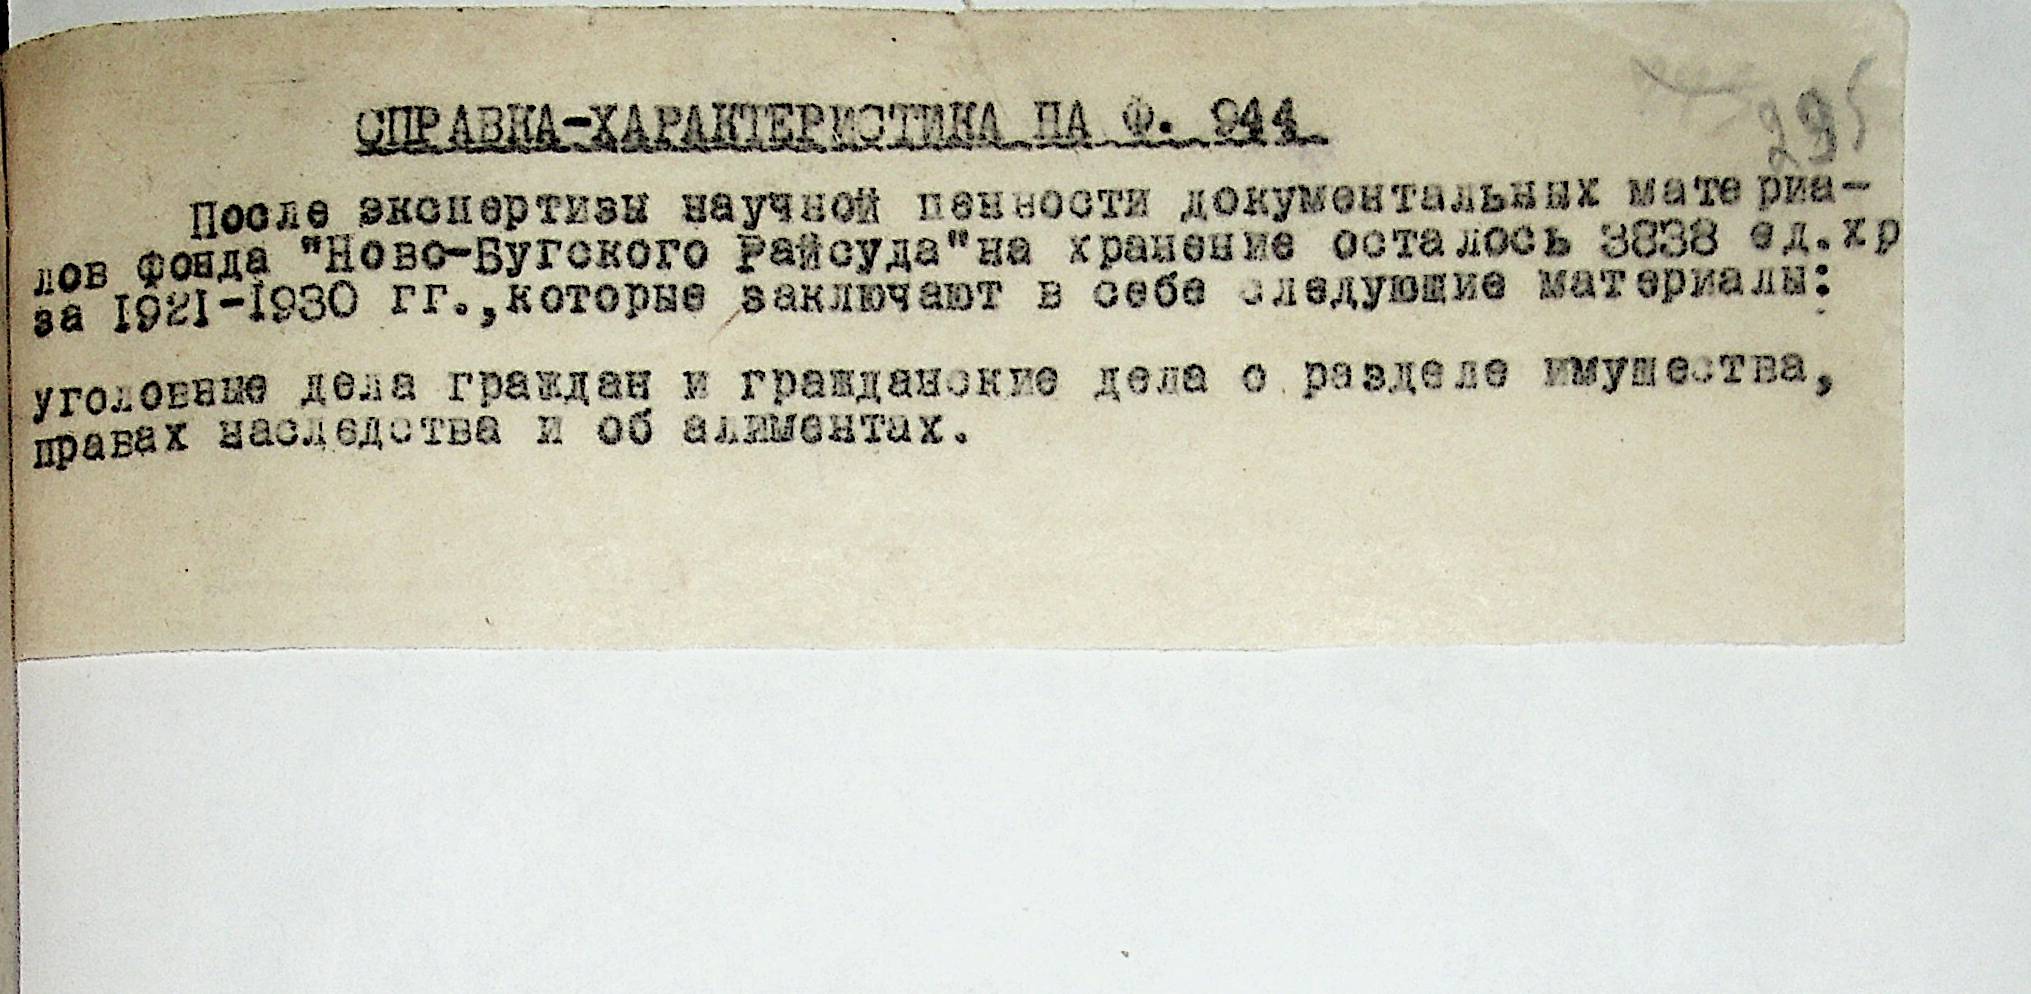 СПРАВКА-ХАРАКТЕРИСТИКА НА Ф. 944.
После экспертизы научной ценности документальных материа-
лов фонда "Ново-Бугского Райсуда"на хранение осталось 3838 ед.хр
за 1921-1930 гг.,которые заключают в себе следующие материалы:
уголовные дела граждан и гражданские дела о разделе имущества,
правах наследства и об алиментах.